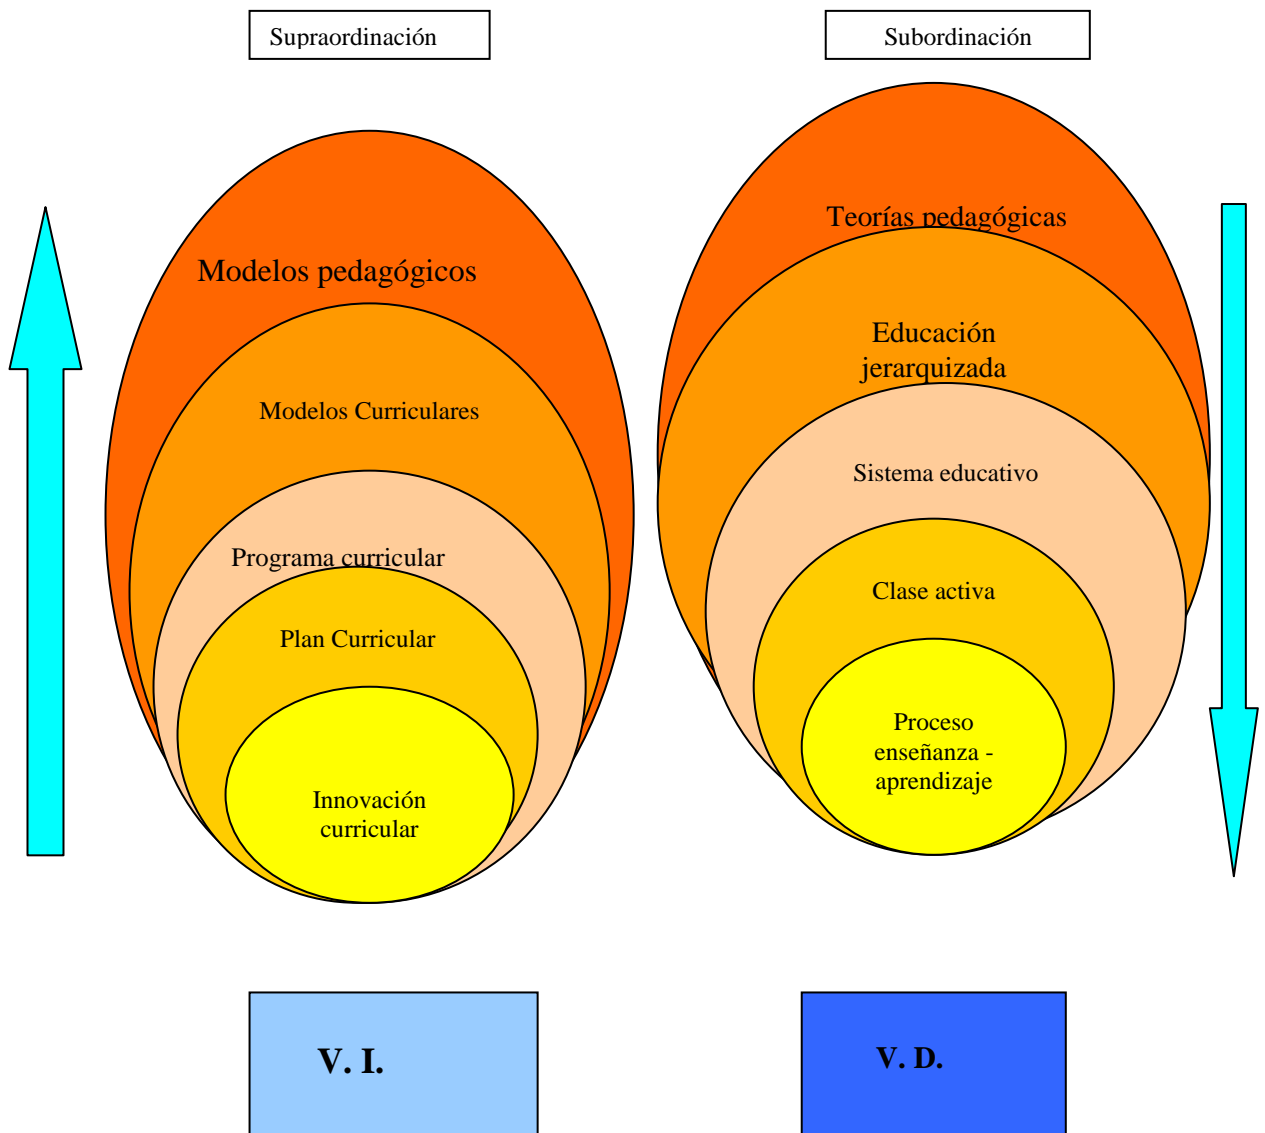 Supraordinación
Subordinación
Modelos pedagógicos
Modelos Curriculares
Programa curricular
Plan Curricular
Innovación
curricular
Teorías pedagógicas
Educación
jerarquizada
Sistema educativo
Clase activa
Proceso
enseñanza -
aprendizaje
V. I.
V. D.